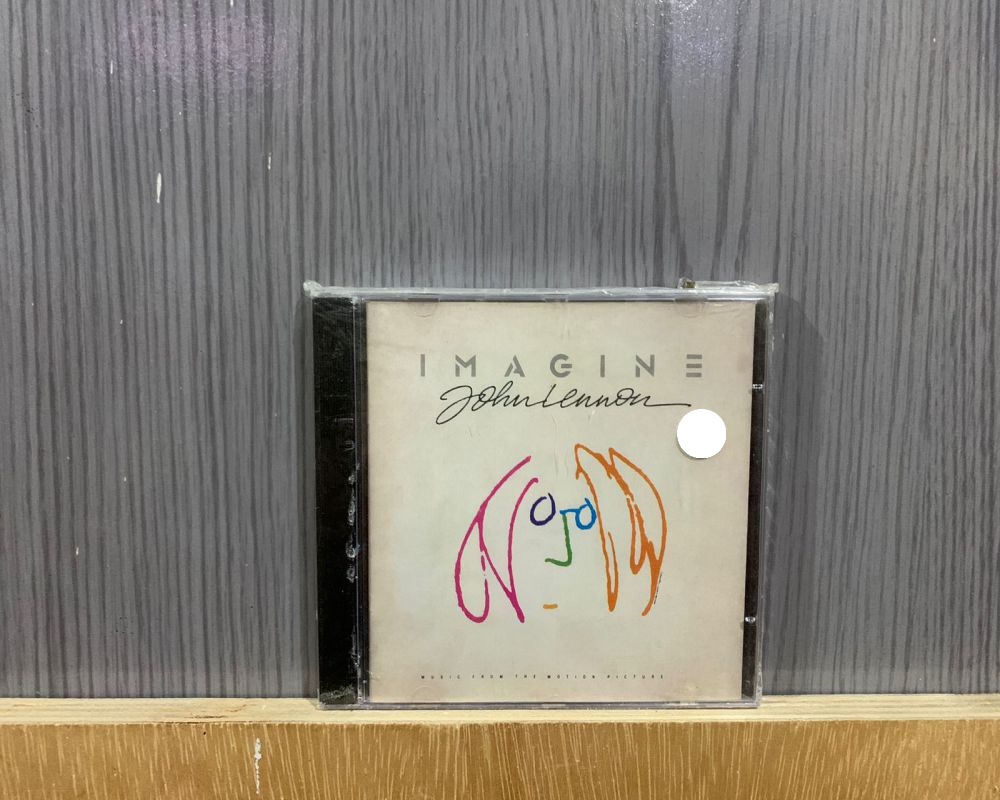 IMAGINE
John Lennon
MUSIC FROM THE MOTION PICTURE